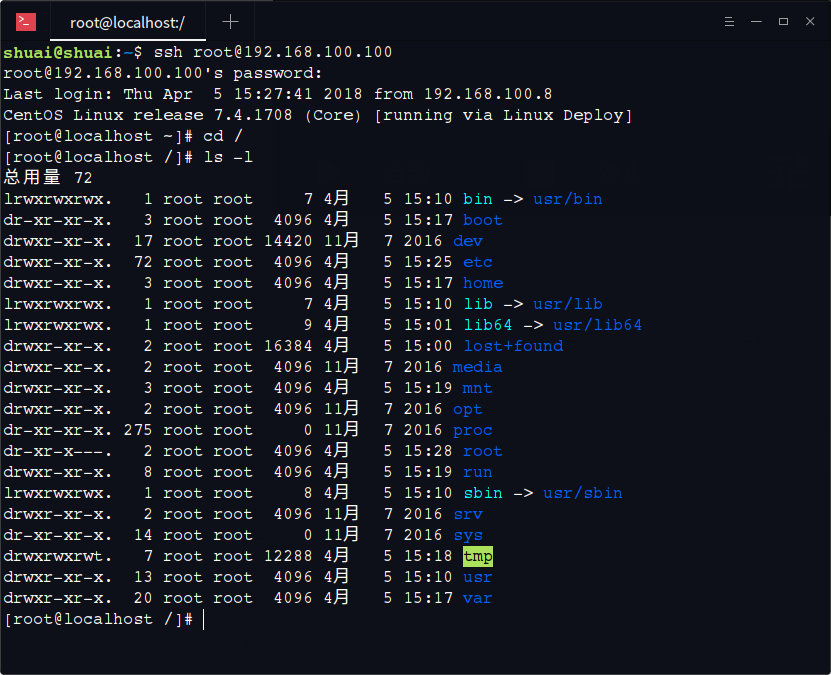 root@localhost:/
shuai@shuai:~$ ssh root@192.168.100.100
root@192.168.100.100's password:
Last login: Thu Apr  5 15:27:41 2018 from 192.168.100.8
CentOS Linux release 7.4.1708 (Core) [running via Linux Deploy]
[root@localhost ~]# cd /
[root@localhost /]# ls -l
总用量 72
lrwxrwxrwx.   1 root root     7 4月   5 15:10 bin -> usr/bin
dr-xr-xr-x.   3 root root  4096 4月   5 15:17 boot
drwxr-xr-x.  17 root root 14420 11月  7 2016 dev
drwxr-xr-x.  72 root root  4096 4月   5 15:25 etc
drwxr-xr-x.   3 root root  4096 4月   5 15:17 home
lrwxrwxrwx.   1 root root     7 4月   5 15:10 lib -> usr/lib
lrwxrwxrwx.   1 root root     9 4月   5 15:01 lib64 -> usr/lib64
drwxr-xr-x.   2 root root 16384 4月   5 15:00 lost+found
drwxr-xr-x.   2 root root  4096 11月  7 2016 media
drwxr-xr-x.   3 root root  4096 4月   5 15:19 mnt
drwxr-xr-x.   2 root root  4096 11月  7 2016 opt
dr-xr-xr-x. 275 root root     0 11月  7 2016 proc
dr-xr-x---.   2 root root  4096 4月   5 15:28 root
drwxr-xr-x.   8 root root  4096 4月   5 15:19 run
lrwxrwxrwx.   1 root root     8 4月   5 15:10 sbin -> usr/sbin
drwxr-xr-x.   2 root root  4096 11月  7 2016 srv
dr-xr-xr-x.  14 root root     0 11月  7 2016 sys
drwxrwxrwt.   7 root root 12288 4月   5 15:18 tmp
drwxr-xr-x.  13 root root  4096 4月   5 15:10 usr
drwxr-xr-x.  20 root root  4096 4月   5 15:17 var
[root@localhost /]#